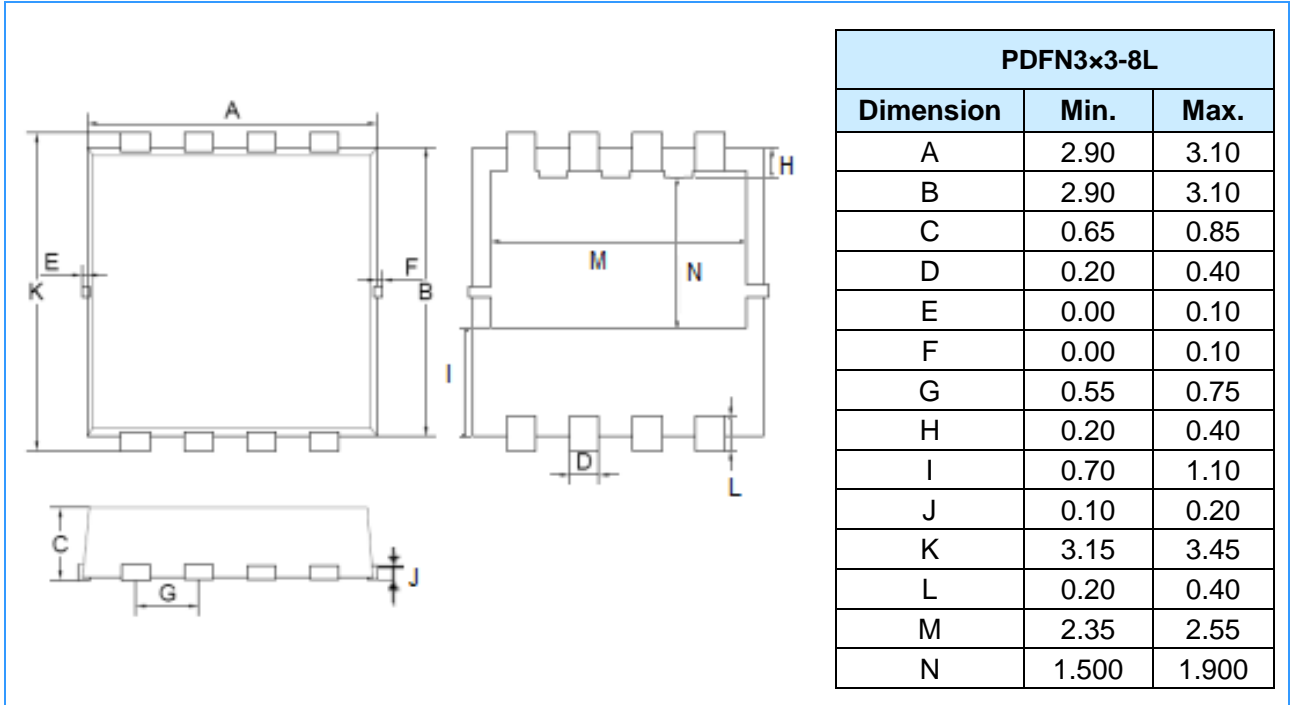 A
E
F
K
B
H
M
N
I
D
L
C
J
G
PDFN3×3-8L
Dimension Min. Max.
A 2.90 3.10
B 2.90 3.10
C 0.65 0.85
D 0.20 0.40
E 0.00 0.10
F 0.00 0.10
G 0.55 0.75
H 0.20 0.40
I 0.70 1.10
J 0.10 0.20
K 3.15 3.45
L 0.20 0.40
M 2.35 2.55
N 1.500 1.900